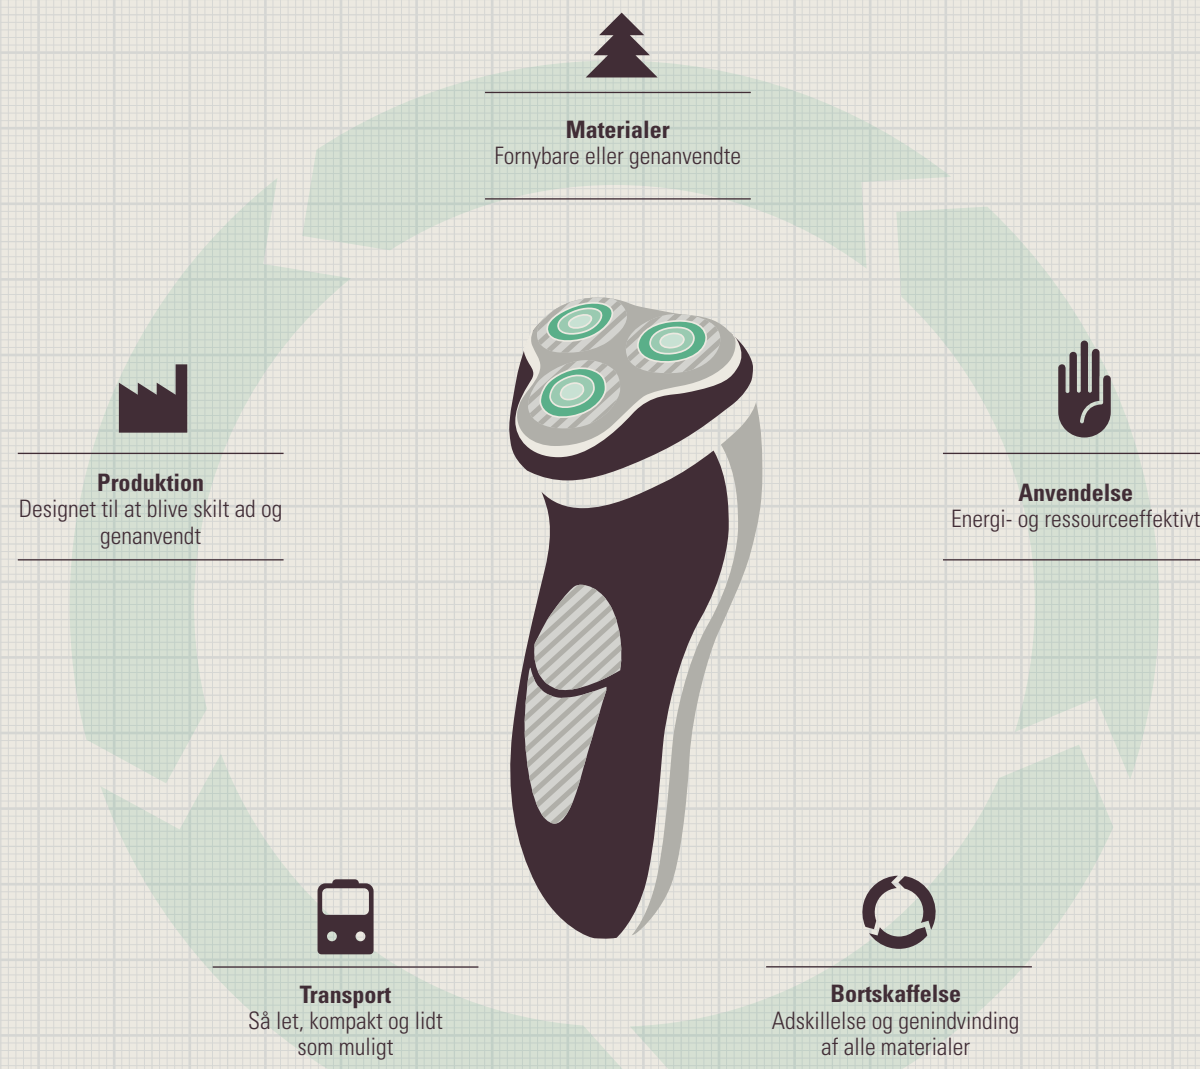 Materialer
Fornybare eller genanvendte
Produktion
Designet til at blive skilt ad og
genanvendt
Anvendelse
Energi- og ressourceeffektivt
Transport
Så let, kompakt og lidt
som muligt
Bortskaffelse
Adskillelse og genindvinding
af alle materialer